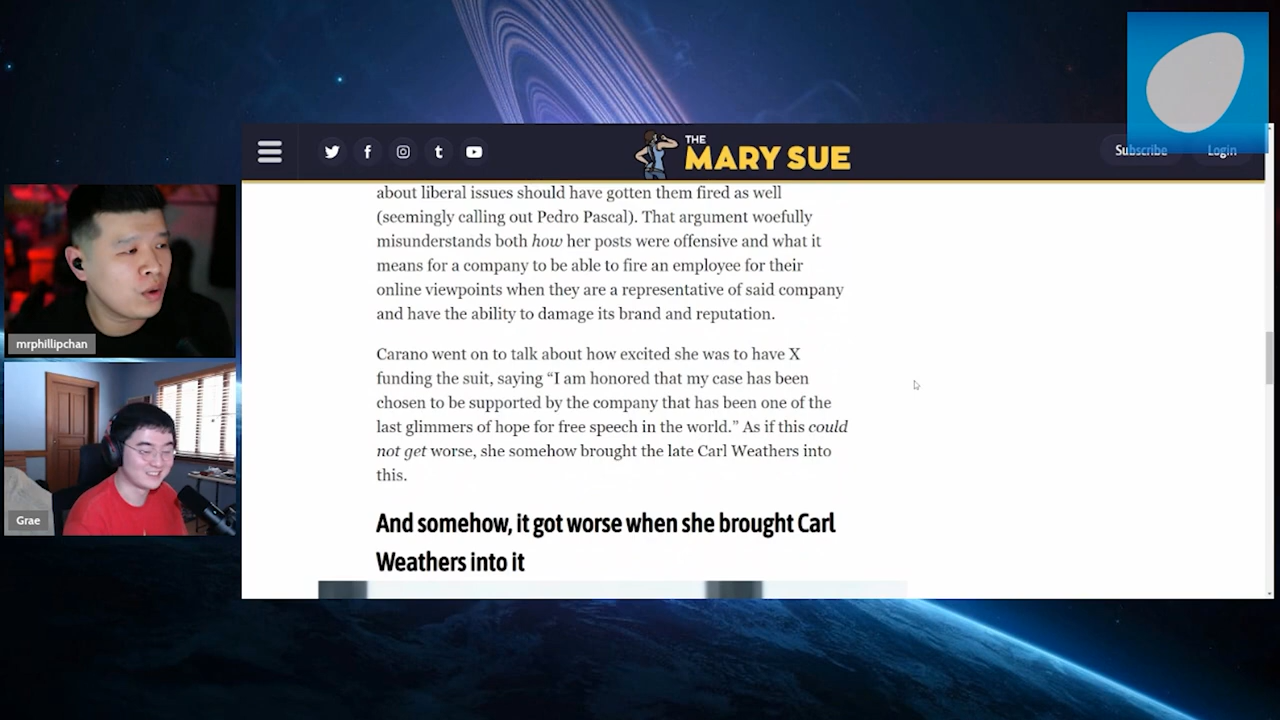 THE
MARY SUE
Subscribe
Login
about liberal issues should have gotten them fired as well
(seemingly calling out Pedro Pascal). That argument woefully
misunderstands both how her posts were offensive and what it
means for a company to be able to fire an employee for their
online viewpoints when they are a representative of said company
and have the ability to damage its brand and reputation.
Carano went on to talk about how excited she was to have X
funding the suit, saying “I am honored that my case has been
chosen to be supported by the company that has been one of the
last glimmers of hope for free speech in the world.” As if this could
not get worse, she somehow brought the late Carl Weathers into
this.
And somehow, it got worse when she brought Carl
Weathers into it
mrphillipchan
Grae